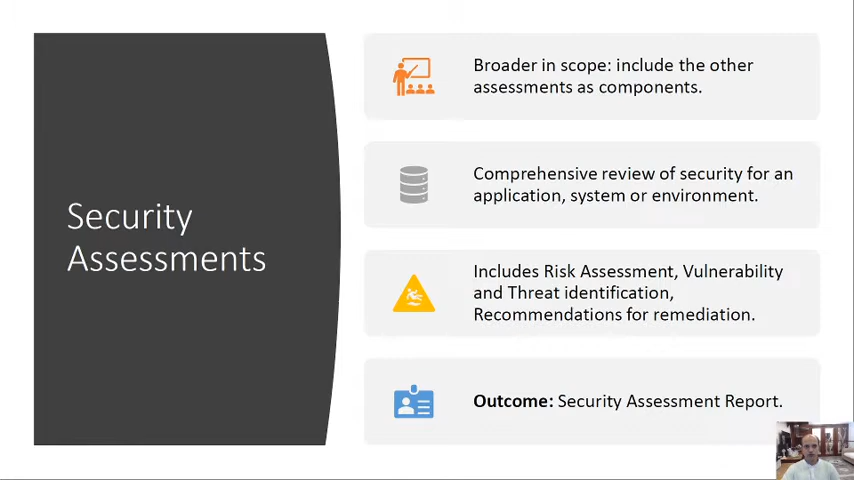 Security
Assessments
Broader in scope: include the other
assessments as components.
Comprehensive review of security for an
application, system or environment.
Includes Risk Assessment, Vulnerability
and Threat identification,
Recommendations for remediation.
Outcome: Security Assessment Report.